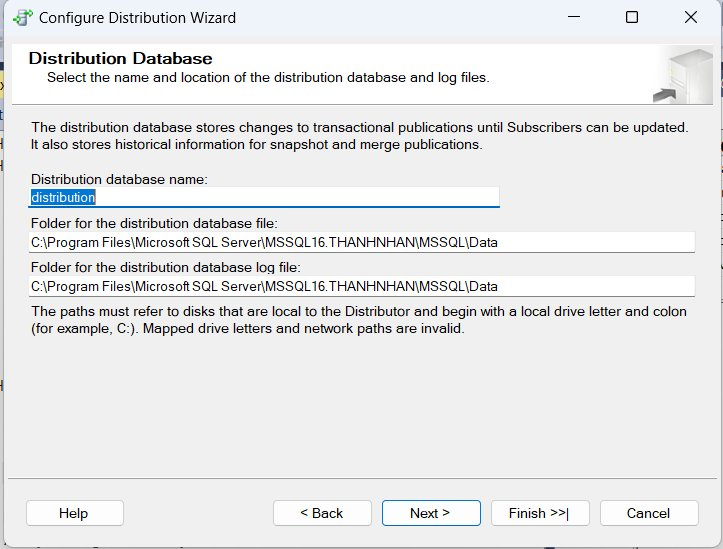 Configure Distribution Wizard
Distribution Database
Select the name and location of the distribution database and log files.
The distribution database stores changes to transactional publications until Subscribers can be updated.
It also stores historical information for snapshot and merge publications.
Distribution database name:
distribution
Folder for the distribution database file:
C:\Program Files\Microsoft SQL Server\MSSQL16.THANHNHAN\MSSQL\Data
Folder for the distribution database log file:
C:\Program Files\Microsoft SQL Server\MSSQL16.THANHNHAN\MSSQL\Data
The paths must refer to disks that are local to the Distributor and begin with a local drive letter and colon
(for example, C:). Mapped drive letters and network paths are invalid.
Help < Back Next > Finish >>| Cancel